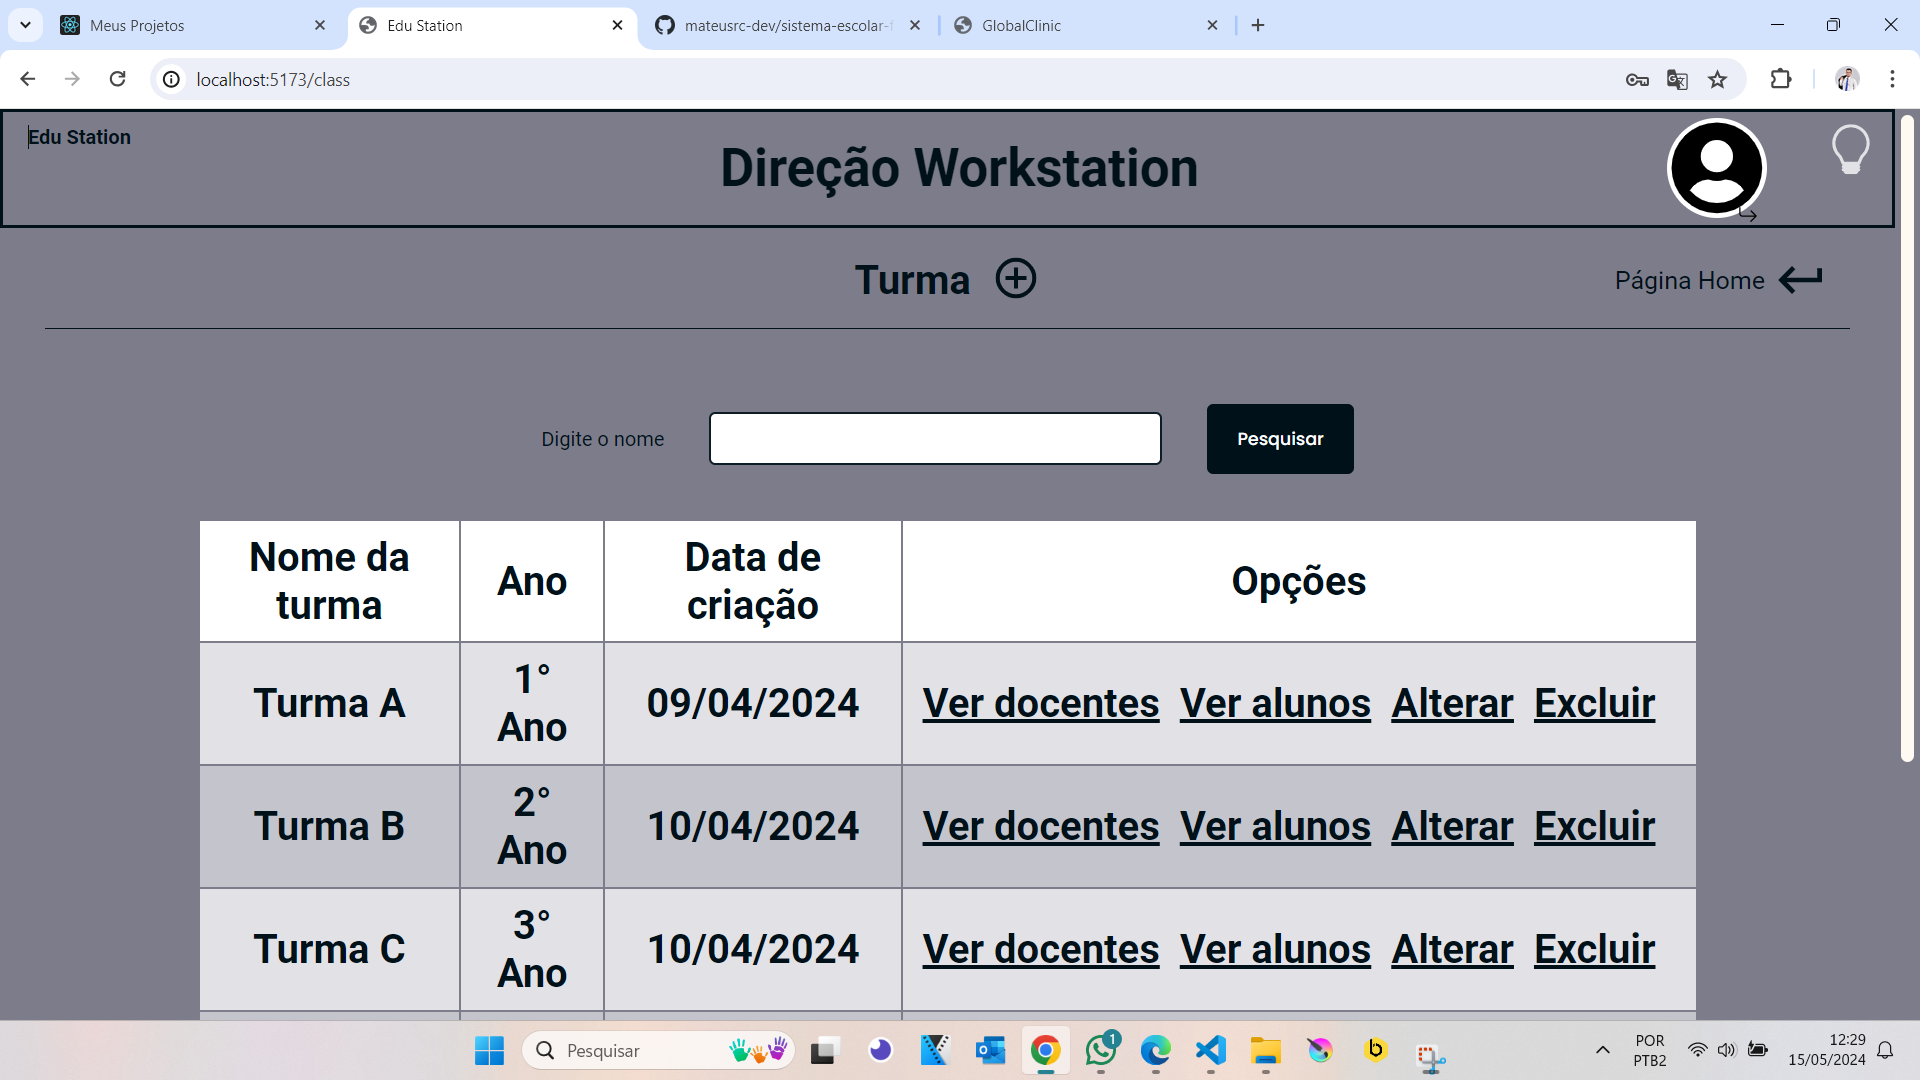 Meus Projetos
Edu Station
mateusrc-dev/sistema-escolar-f
GlobalClinic
localhost:5173/class
Edu Station
Direção Workstation
Turma
Página Home
Digite o nome
Pesquisar
Nome da turma Ano Data de criação Opções
Turma A 1° Ano 09/04/2024 Ver docentes Ver alunos Alterar Excluir
Turma B 2° Ano 10/04/2024 Ver docentes Ver alunos Alterar Excluir
Turma C 3° Ano 10/04/2024 Ver docentes Ver alunos Alterar Excluir
Pesquisar
1
POR
PTB2
12:29
15/05/2024